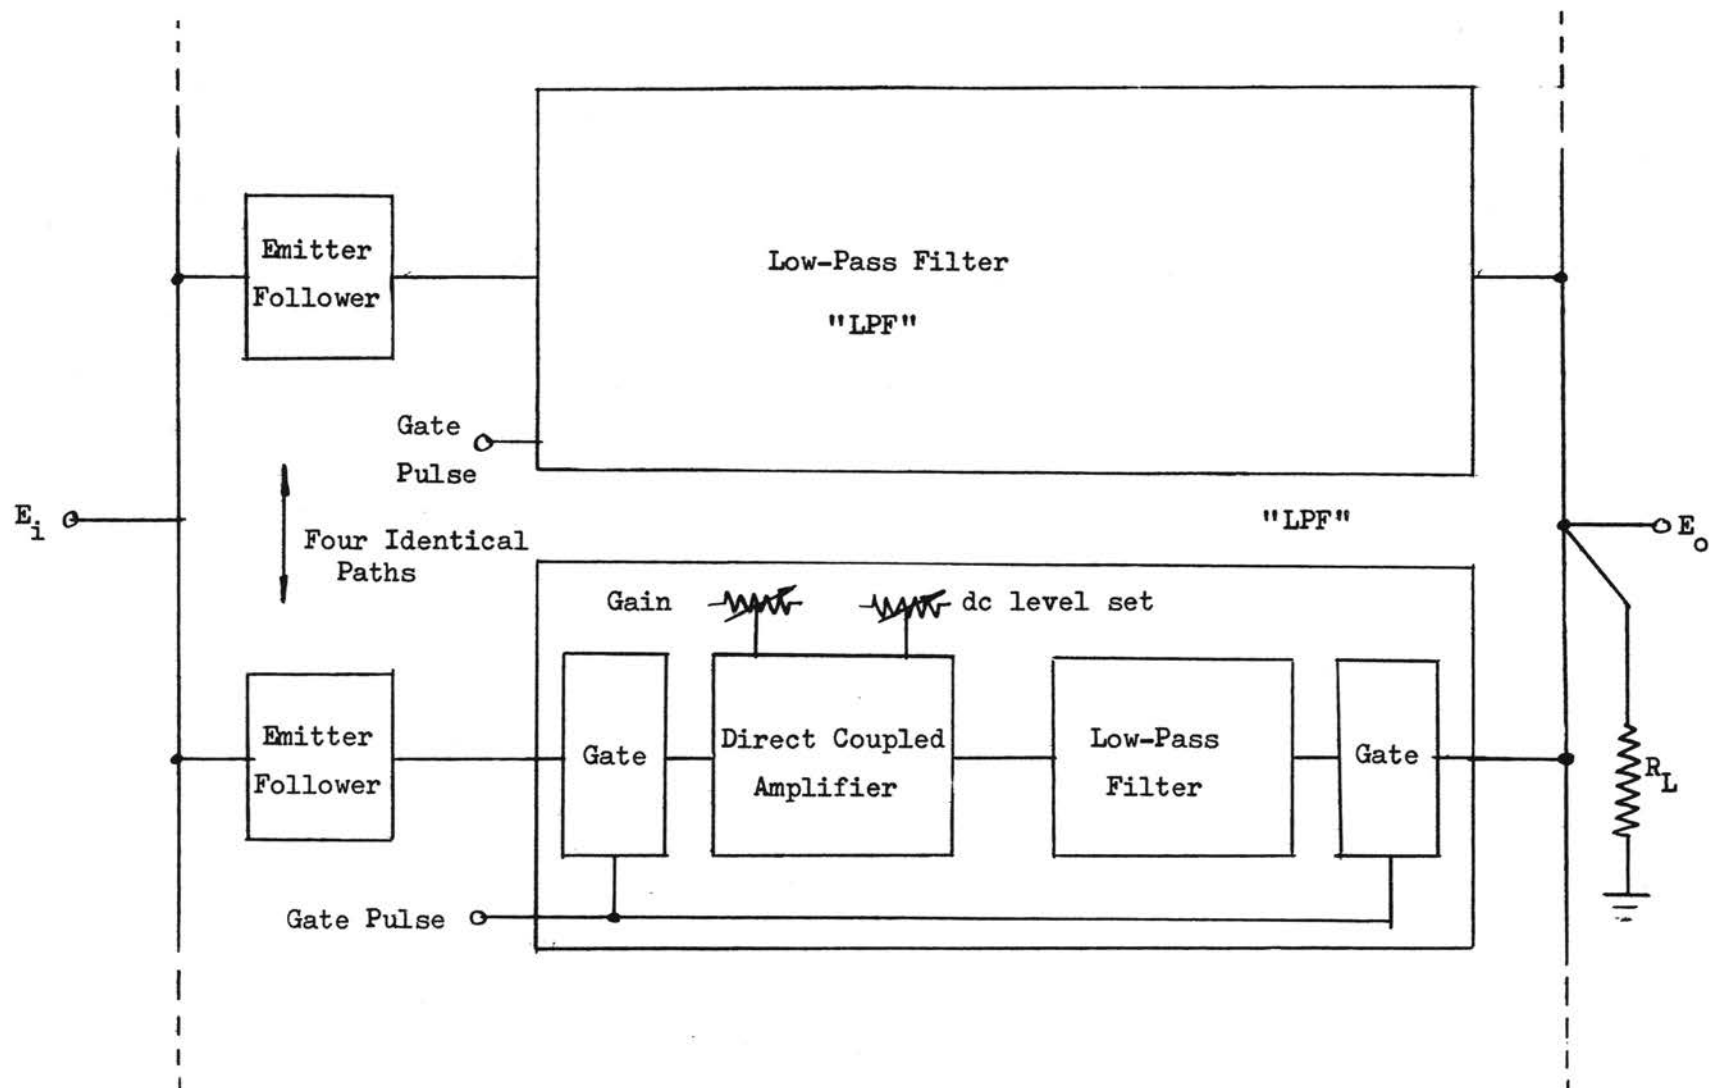 Emitter
Follower
Low-Pass Filter
"LPF"
Gate
Pulse
E_i
Four Identical
Paths
"LPF"
E_o
Gain
dc level set
Emitter
Follower
Gate
Direct Coupled
Amplifier
Low-Pass
Filter
Gate
R_L
Gate Pulse